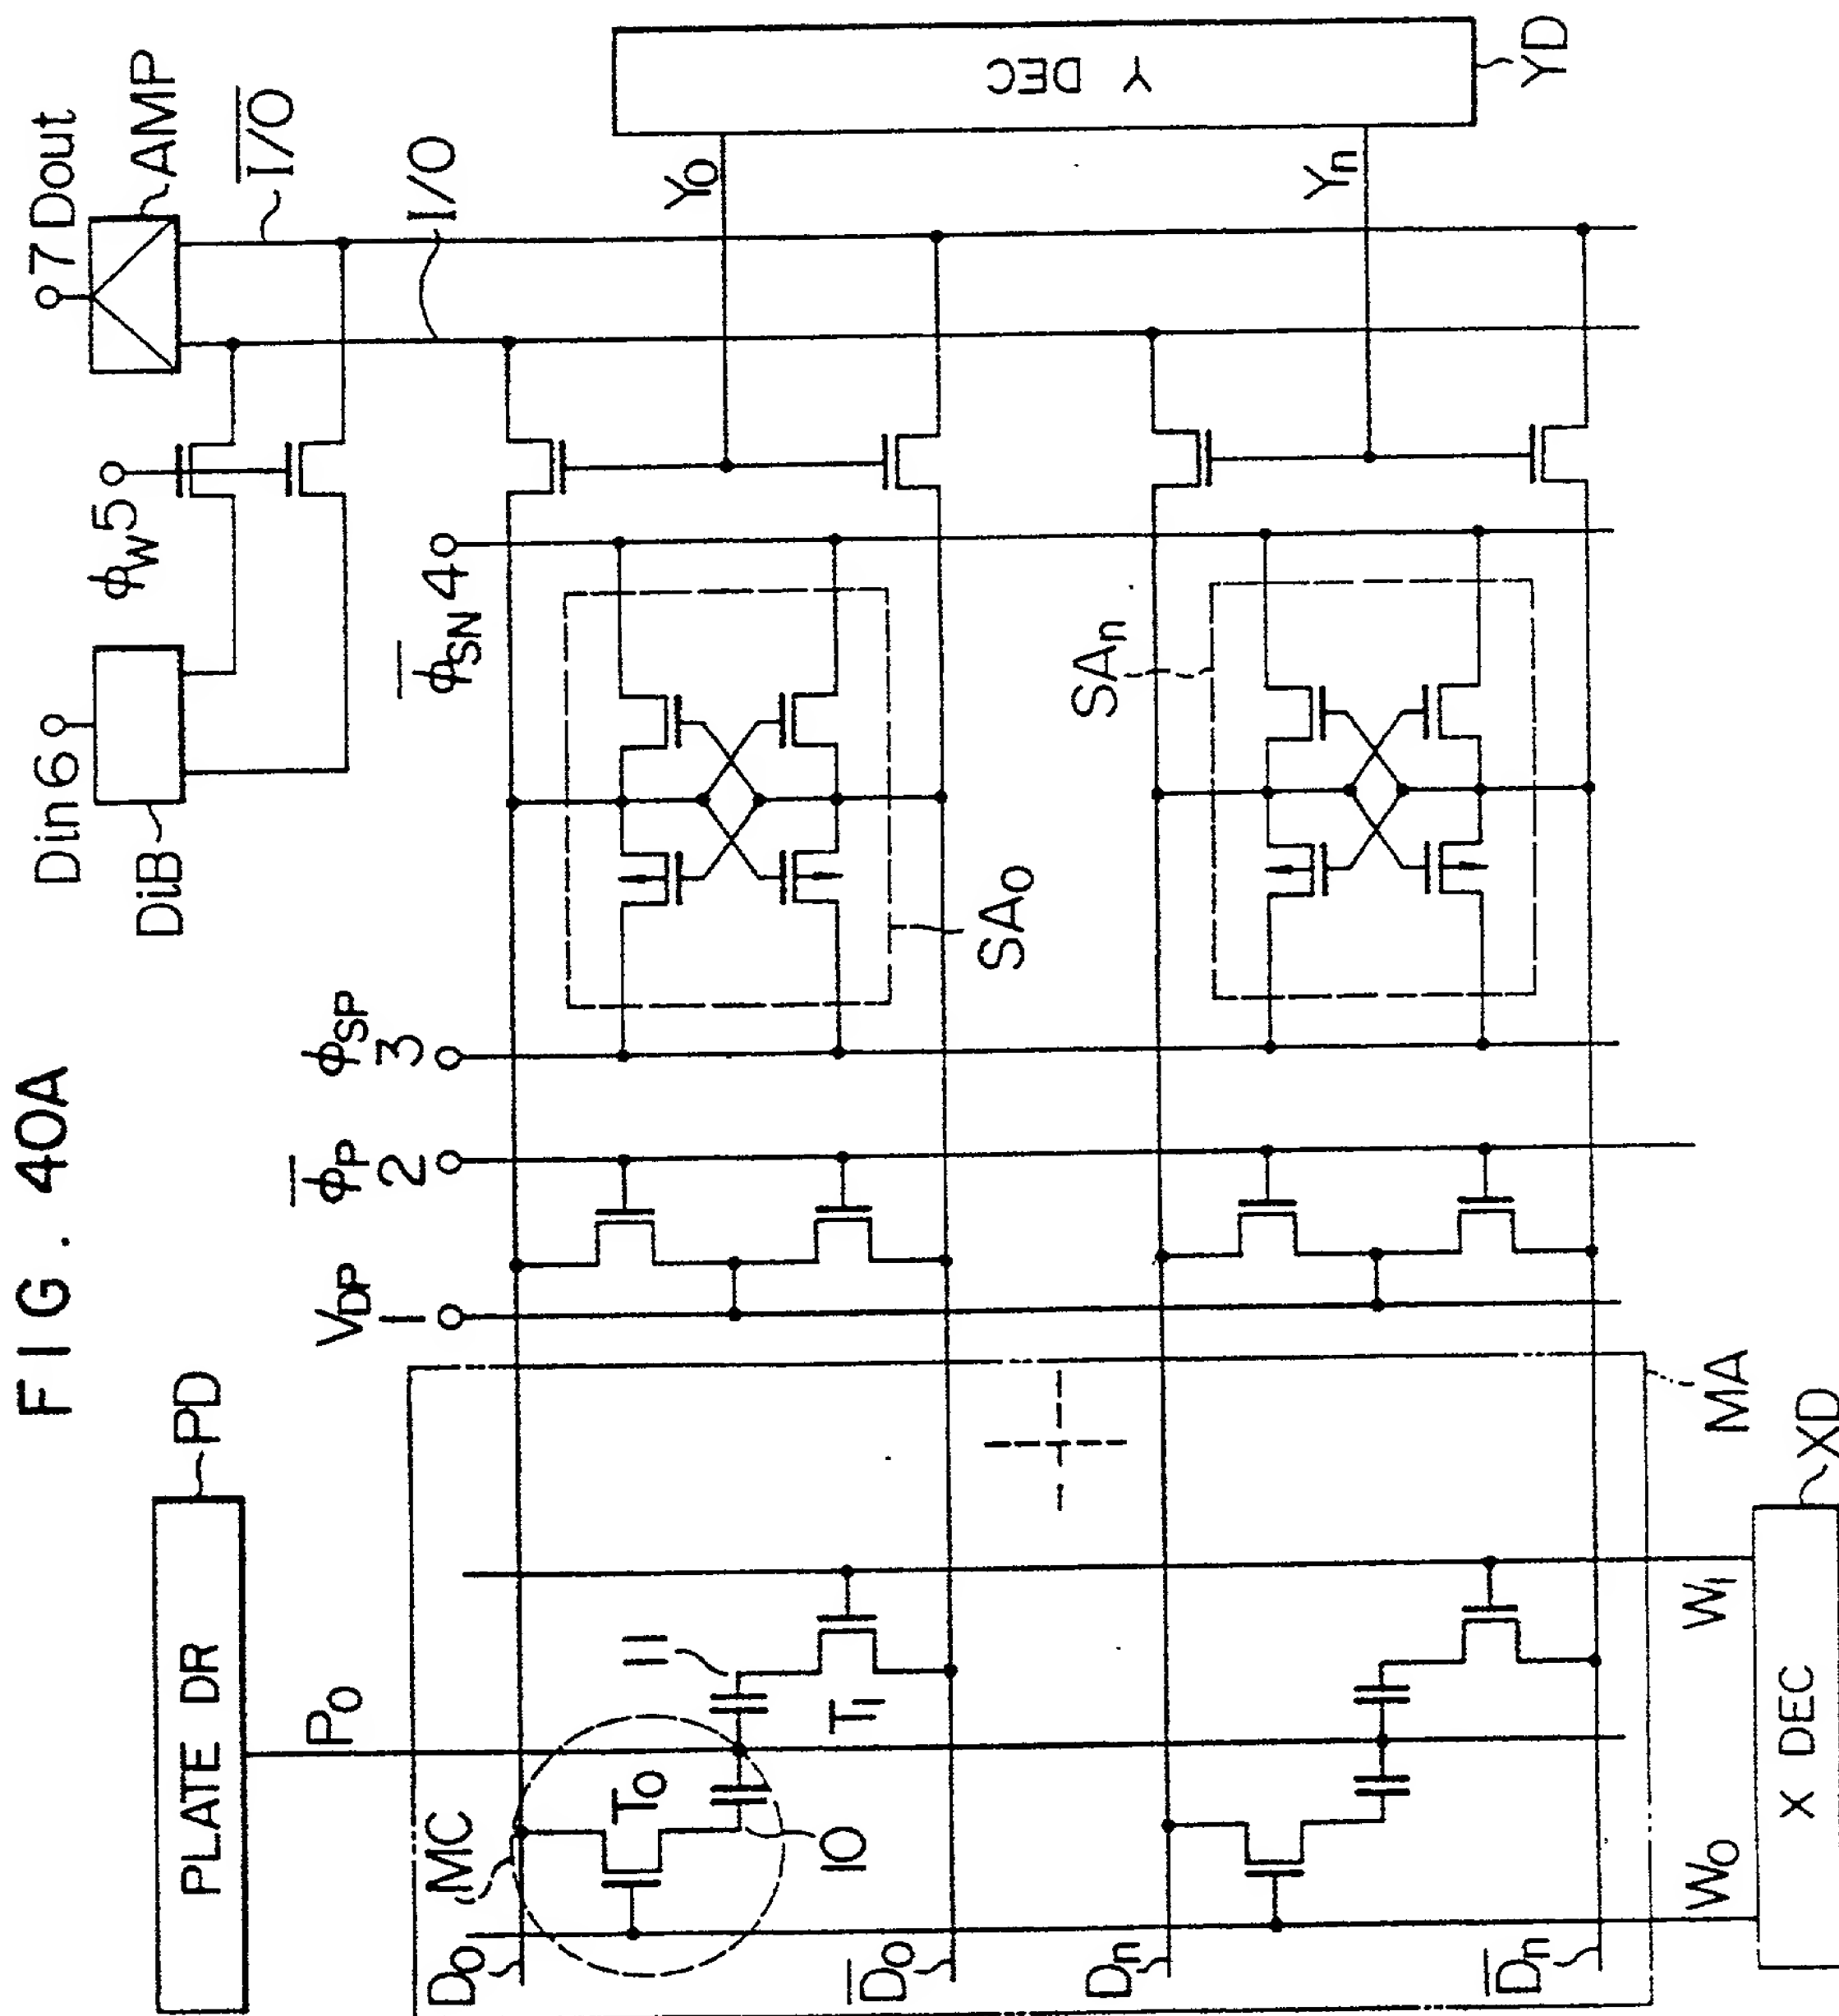 FIG. 40A
PLATE DR
PD
P0
MC
T0
10
11
T1
D0
D̅0̅
Dn
D̅n̅
W0
W1
X DEC
XD
MA
VDP
1
ϕ̅P
2
ϕSP
3
ϕ̅SN
4
SA0
SAn
Din 6
DiB
ϕW 5
7 Dout
AMP
I̅/̅O̅
I/O
Y0
Yn
Y DEC
YD